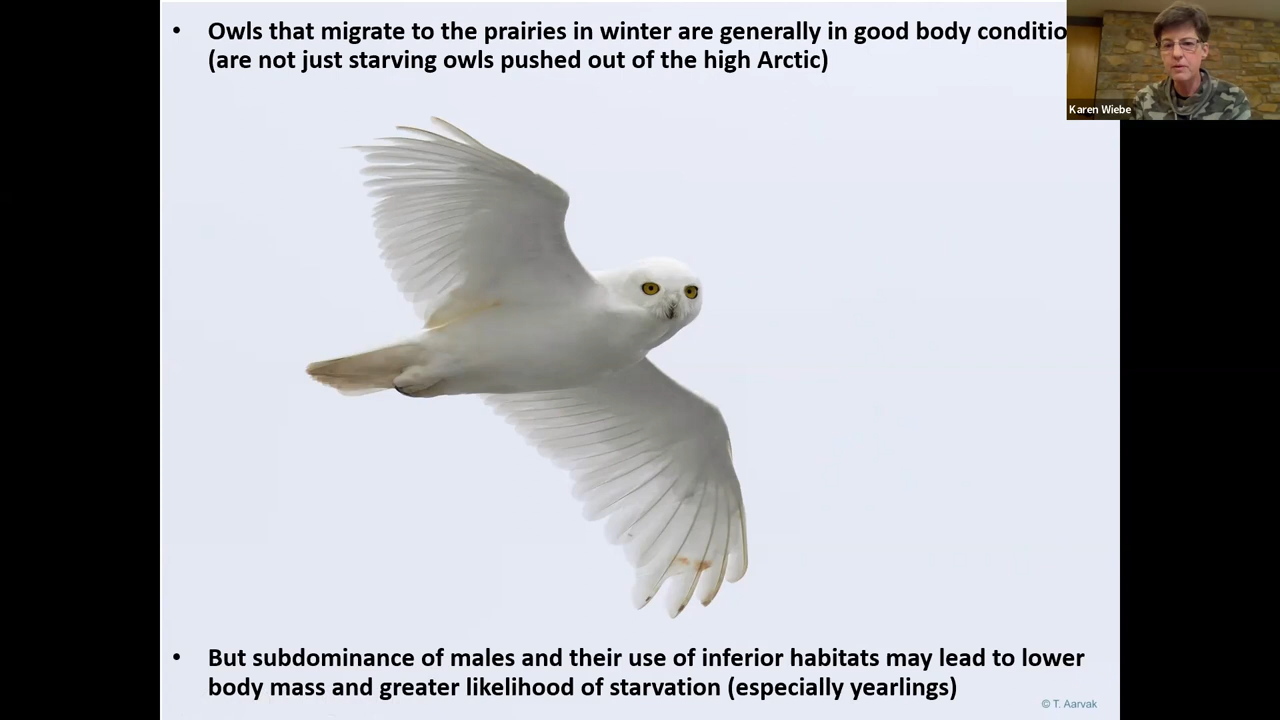 • Owls that migrate to the prairies in winter are generally in good body conditio
(are not just starving owls pushed out of the high Arctic)
Karen Wiebe
• But subdominance of males and their use of inferior habitats may lead to lower
body mass and greater likelihood of starvation (especially yearlings)
© T. Aarvak